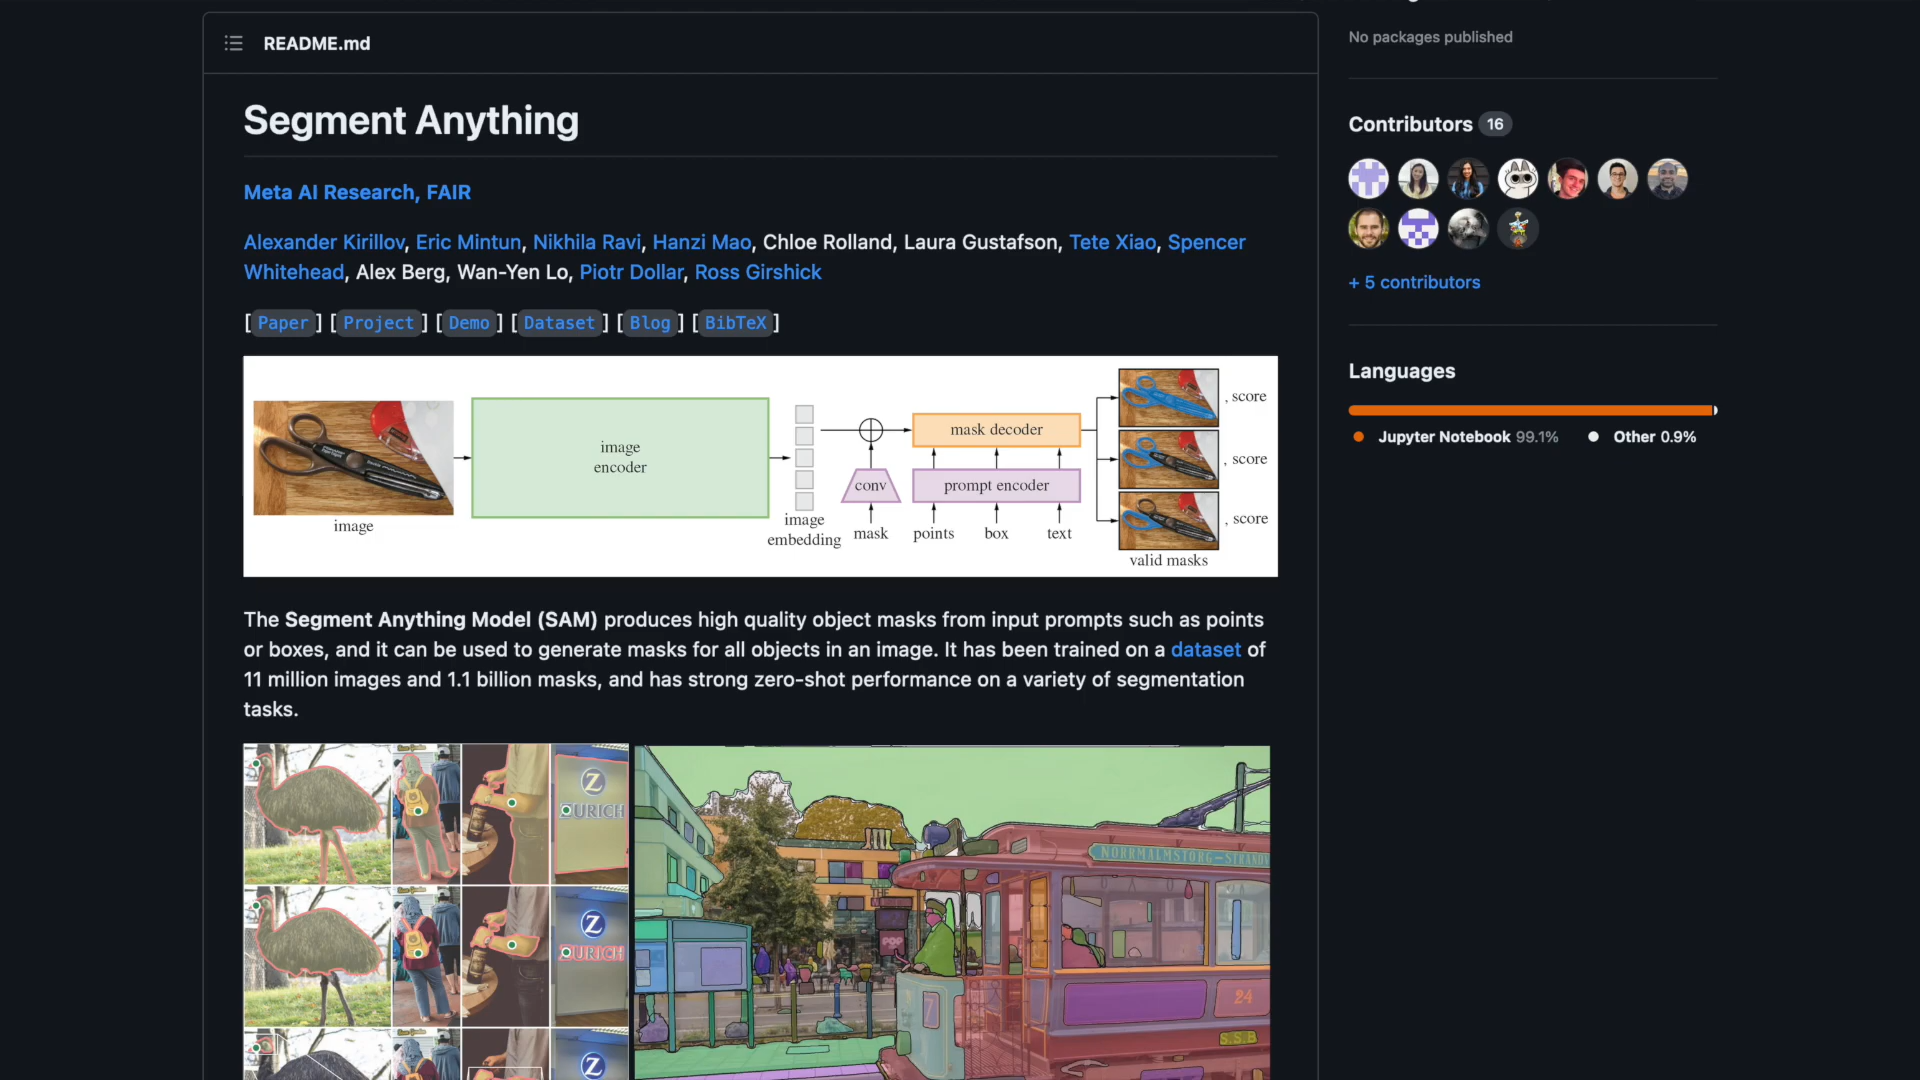 README.md
Segment Anything
Meta AI Research, FAIR
Alexander Kirillov, Eric Mintun, Nikhila Ravi, Hanzi Mao, Chloe Rolland, Laura Gustafson, Tete Xiao, Spencer
Whitehead, Alex Berg, Wan-Yen Lo, Piotr Dollar, Ross Girshick
[Paper] [Project] [Demo] [Dataset] [Blog] [BibTeX]
image
image
encoder
image
embedding
conv
mask
mask decoder
prompt encoder
points
box
text
, score
, score
, score
valid masks
The Segment Anything Model (SAM) produces high quality object masks from input prompts such as points
or boxes, and it can be used to generate masks for all objects in an image. It has been trained on a dataset of
11 million images and 1.1 billion masks, and has strong zero-shot performance on a variety of segmentation
tasks.
Z
ZURICH
Z
ZURICH
Z
NORRMALMSTORG-STRANDV
POP
7
24
S.S.B
No packages published
Contributors 16
+ 5 contributors
Languages
Jupyter Notebook 99.1%
Other 0.9%